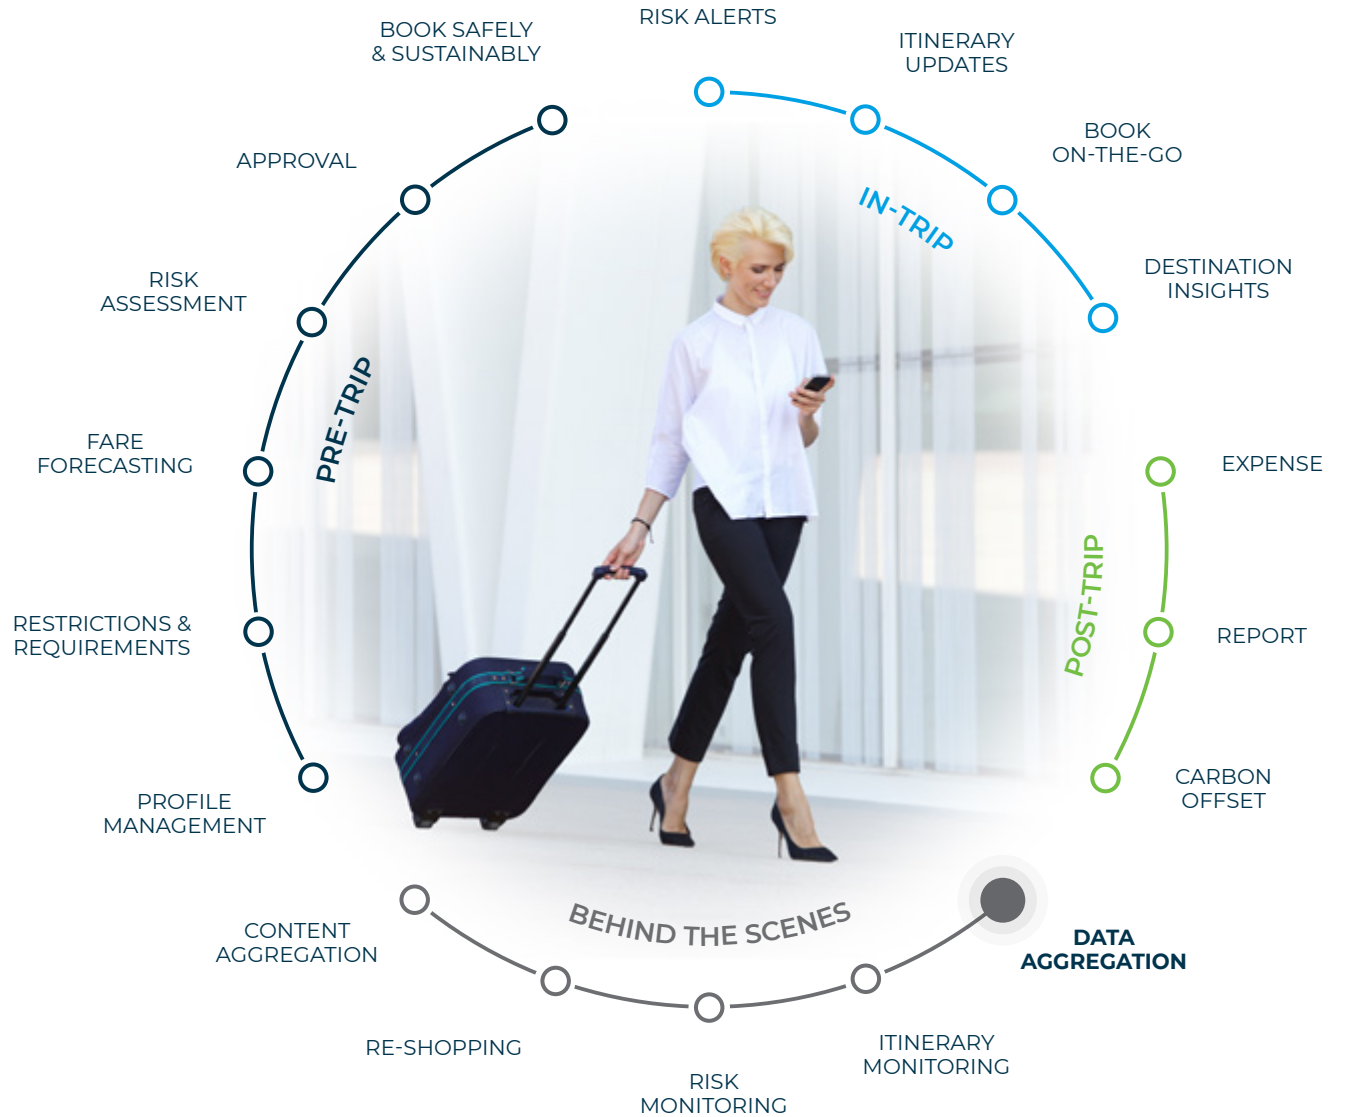 RISK ALERTS
BOOK SAFELY
& SUSTAINABLY
ITINERARY
UPDATES
BOOK
ON-THE-GO
APPROVAL
IN-TRIP
DESTINATION
INSIGHTS
RISK
ASSESSMENT
PRE-TRIP
FARE
FORECASTING
EXPENSE
POST-TRIP
RESTRICTIONS &
REQUIREMENTS
REPORT
CARBON
OFFSET
PROFILE
MANAGEMENT
BEHIND THE SCENES
CONTENT
AGGREGATION
DATA
AGGREGATION
RE-SHOPPING
ITINERARY
MONITORING
RISK
MONITORING